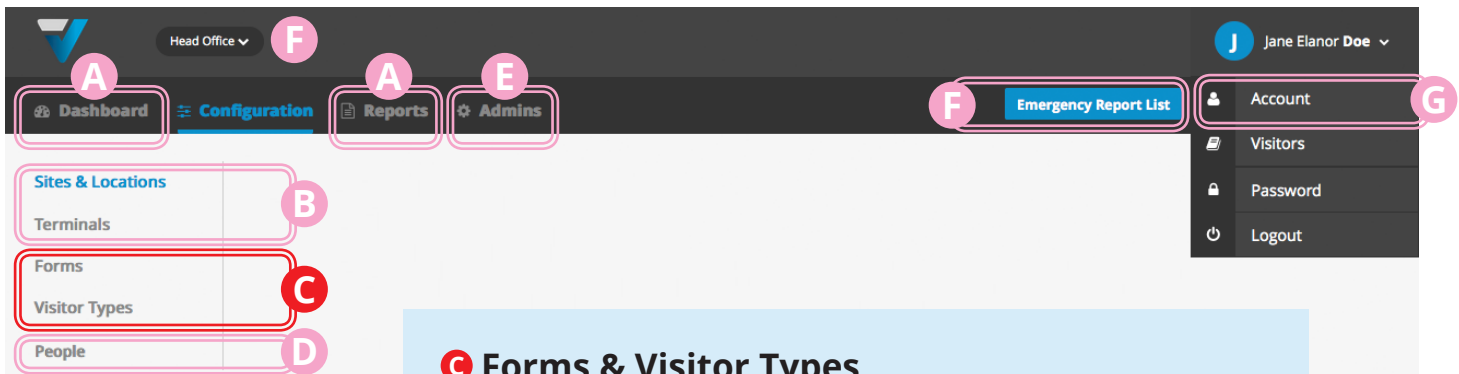 Head Office
F
J
Jane Elanor Doe
A
A
E
Dashboard
Configuration
Reports
Admins
F
Emergency Report List
Account
G
Visitors
Sites & Locations
B
Password
Terminals
Logout
Forms
C
Visitor Types
People
D
C Forms & Visitor Types